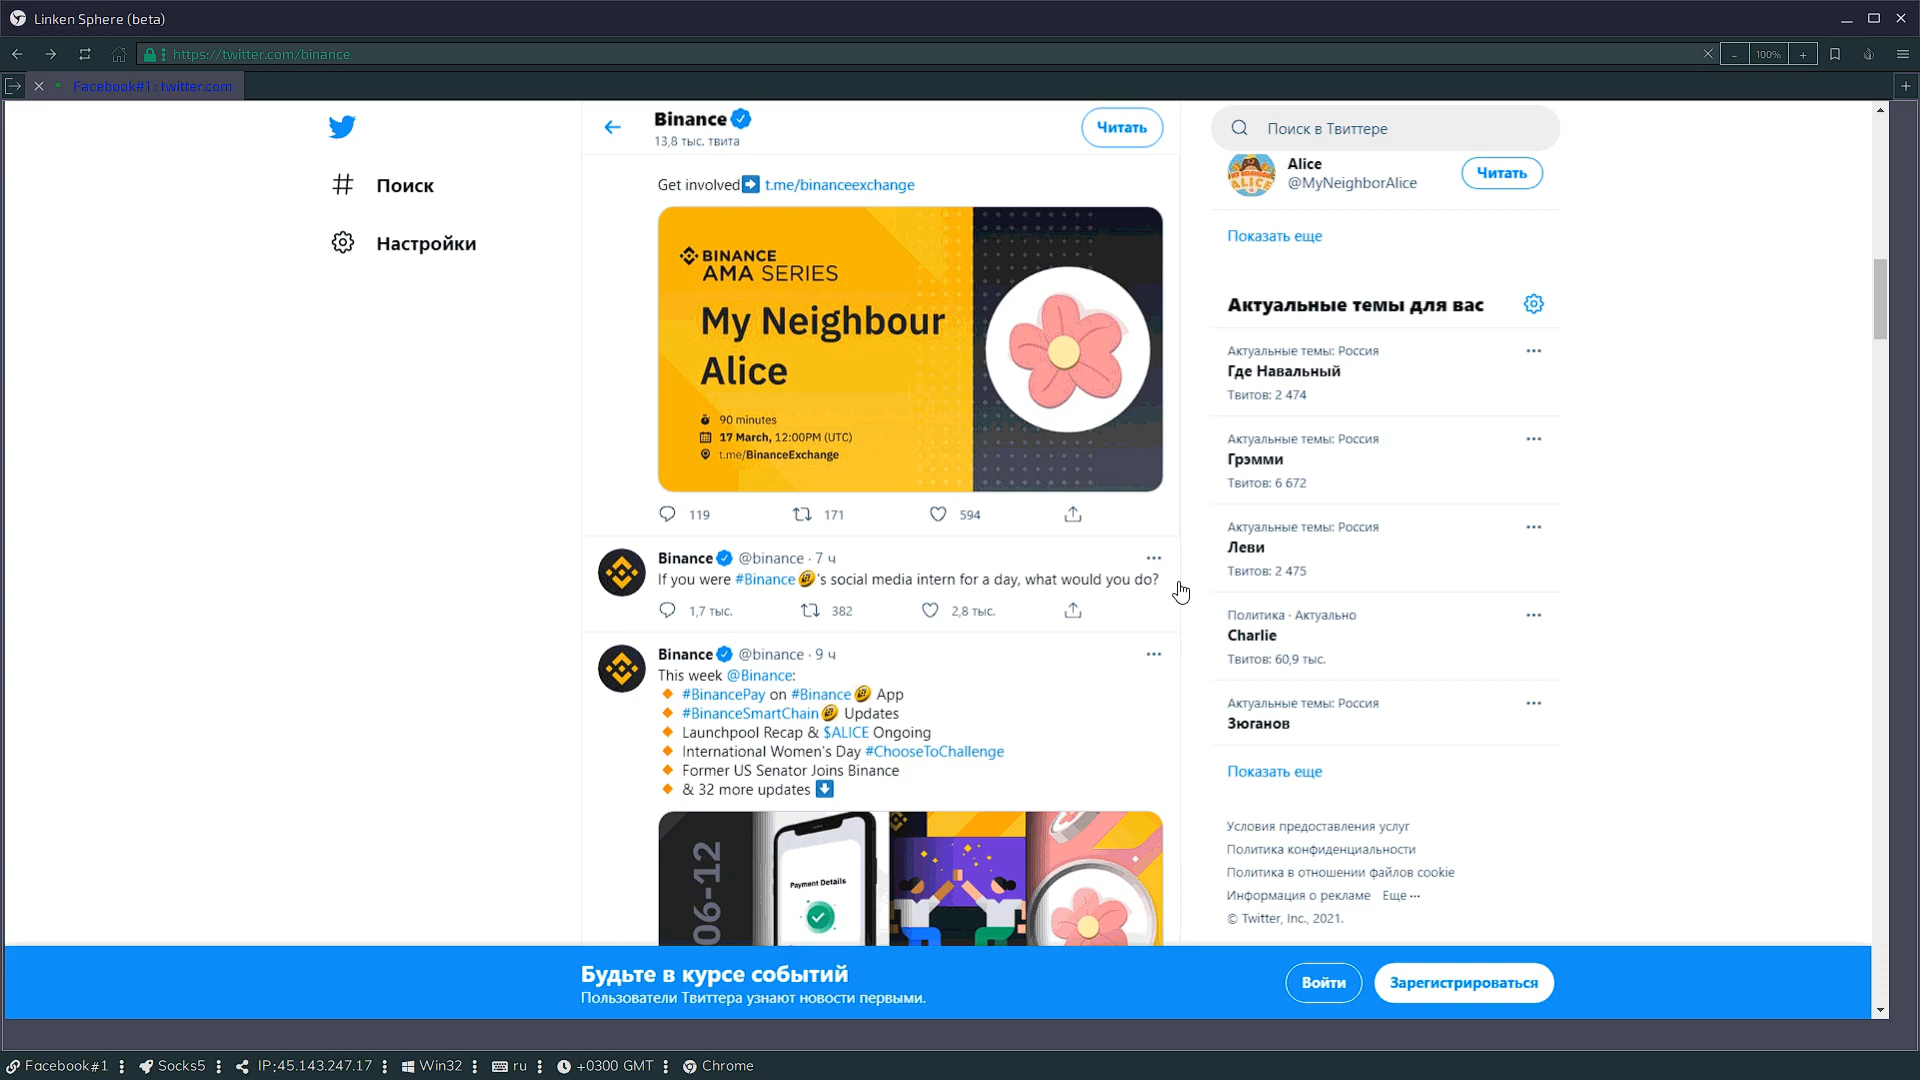 Linken Sphere (beta)
https://twitter.com/binance
100%
Facebook#1 : twitter.com
Поиск
Настройки
Binance
13,8 тыс. твита
Читать
Get involved t.me/binanceexchange
BINANCE
AMA SERIES
My Neighbour
Alice
90 minutes
17 March, 12:00PM (UTC)
t.me/BinanceExchange
119 171 594
Binance @binance · 7 ч
If you were #Binance 's social media intern for a day, what would you do?
1,7 тыс. 382 2,8 тыс.
Binance @binance · 9 ч
This week @Binance:
#BinancePay on #Binance App
#BinanceSmartChain Updates
Launchpool Recap & $ALICE Ongoing
International Women's Day #ChooseToChallenge
Former US Senator Joins Binance
& 32 more updates
06-12
Payment Details
Поиск в Твиттере
ALICE
Alice
@MyNeighborAlice
Читать
Показать еще
Актуальные темы для вас
Актуальные темы: Россия
Где Навальный
Твитов: 2 474
Актуальные темы: Россия
Грэмми
Твитов: 6 672
Актуальные темы: Россия
Леви
Твитов: 2 475
Политика · Актуально
Charlie
Твитов: 60,9 тыс.
Актуальные темы: Россия
Зюганов
Показать еще
Условия предоставления услуг
Политика конфиденциальности
Политика в отношении файлов cookie
Информация о рекламе Еще ···
© Twitter, Inc., 2021.
Будьте в курсе событий
Пользователи Твиттера узнают новости первыми.
Войти
Зарегистрироваться
Facebook#1 Socks5 IP:45.143.247.17 Win32 ru +0300 GMT Chrome